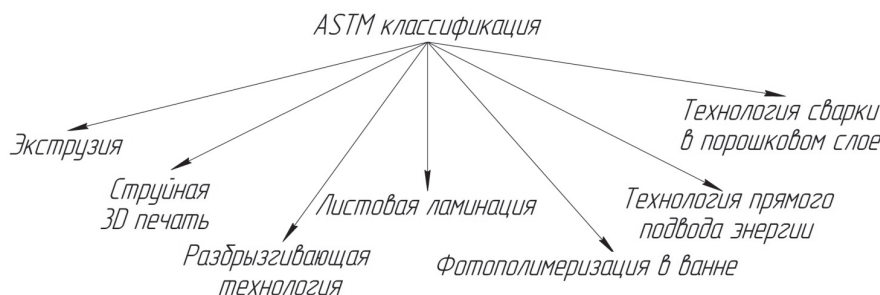 ASTM классификация
Экструзия
Струйная
3D печать
Разбрызгивающая
технология
Листовая ламинация
Фотополимеризация в ванне
Технология прямого
подвода энергии
Технология сварки
в порошковом слое